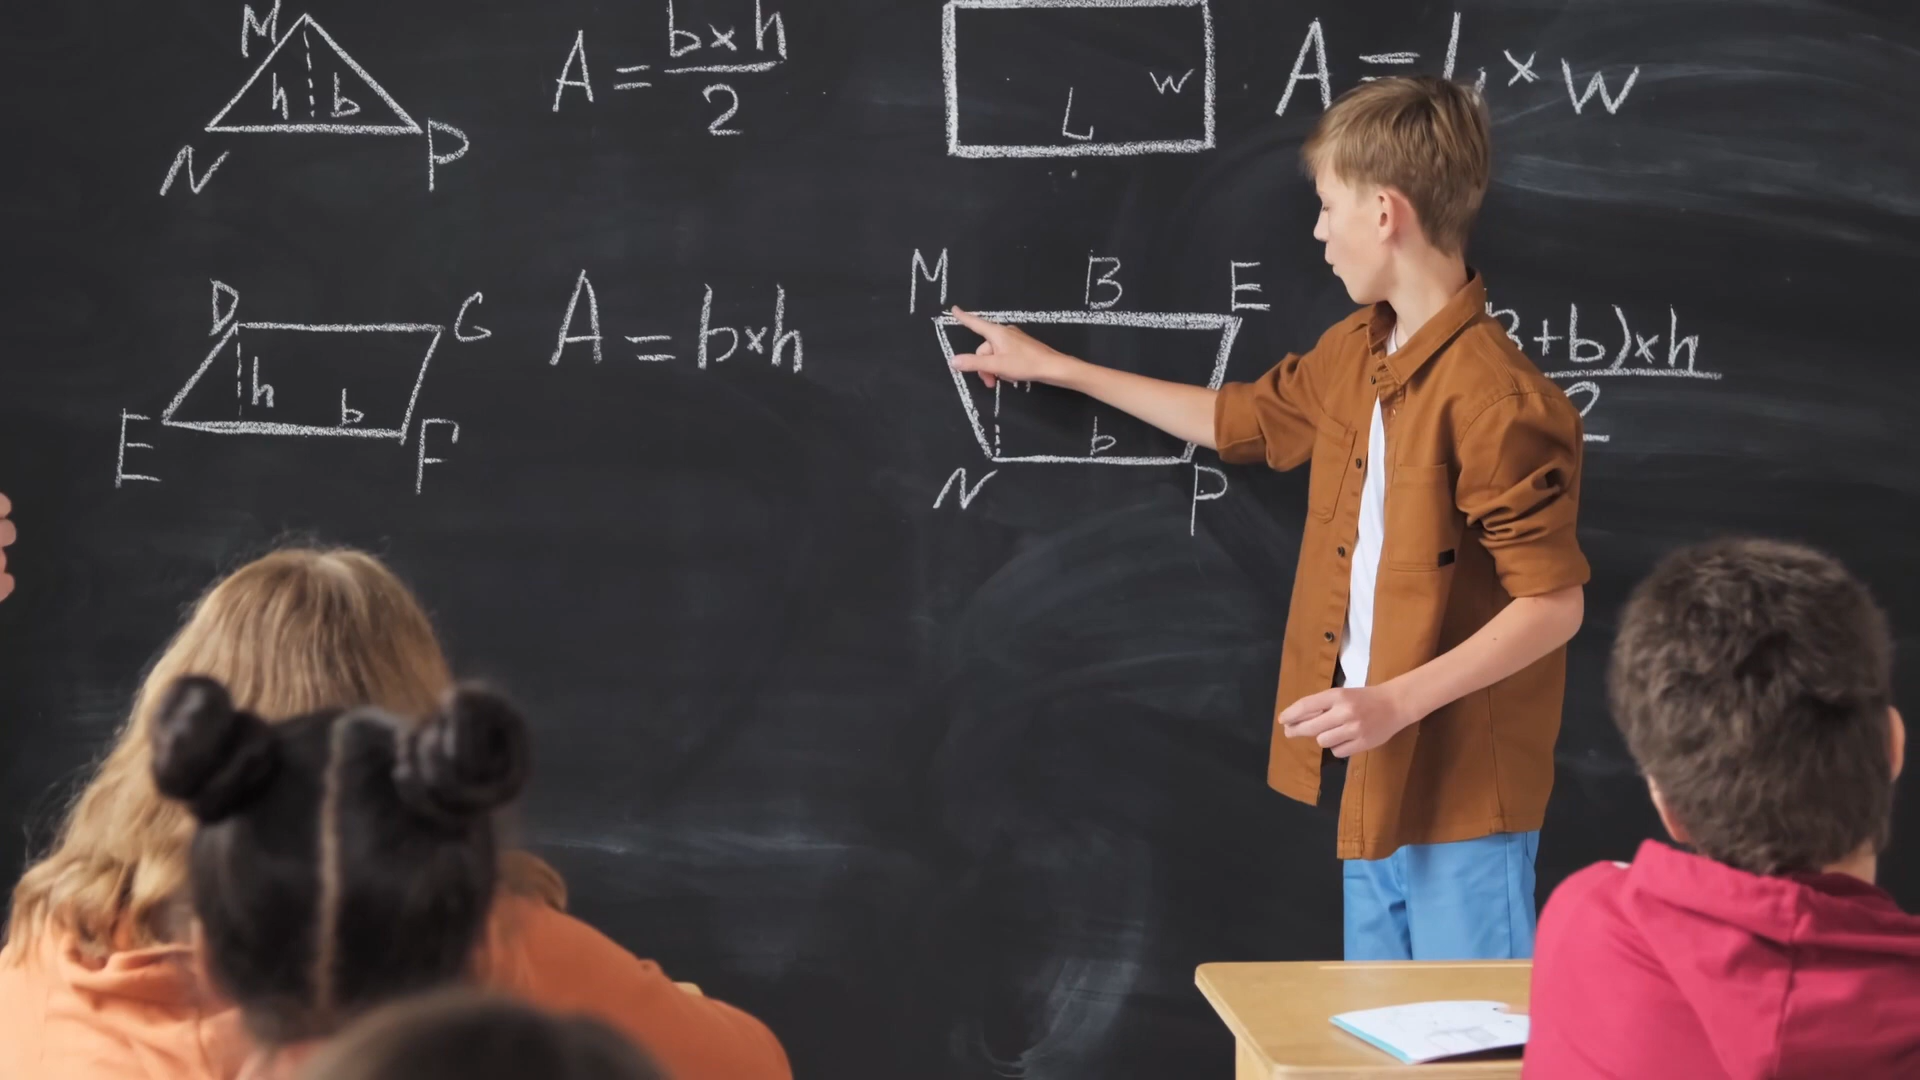 M
h b
N P
A = b×h
2
L w
A = L × w
D G
h b
E F
A = b×h
M B E
b
N P
+b)×h
2